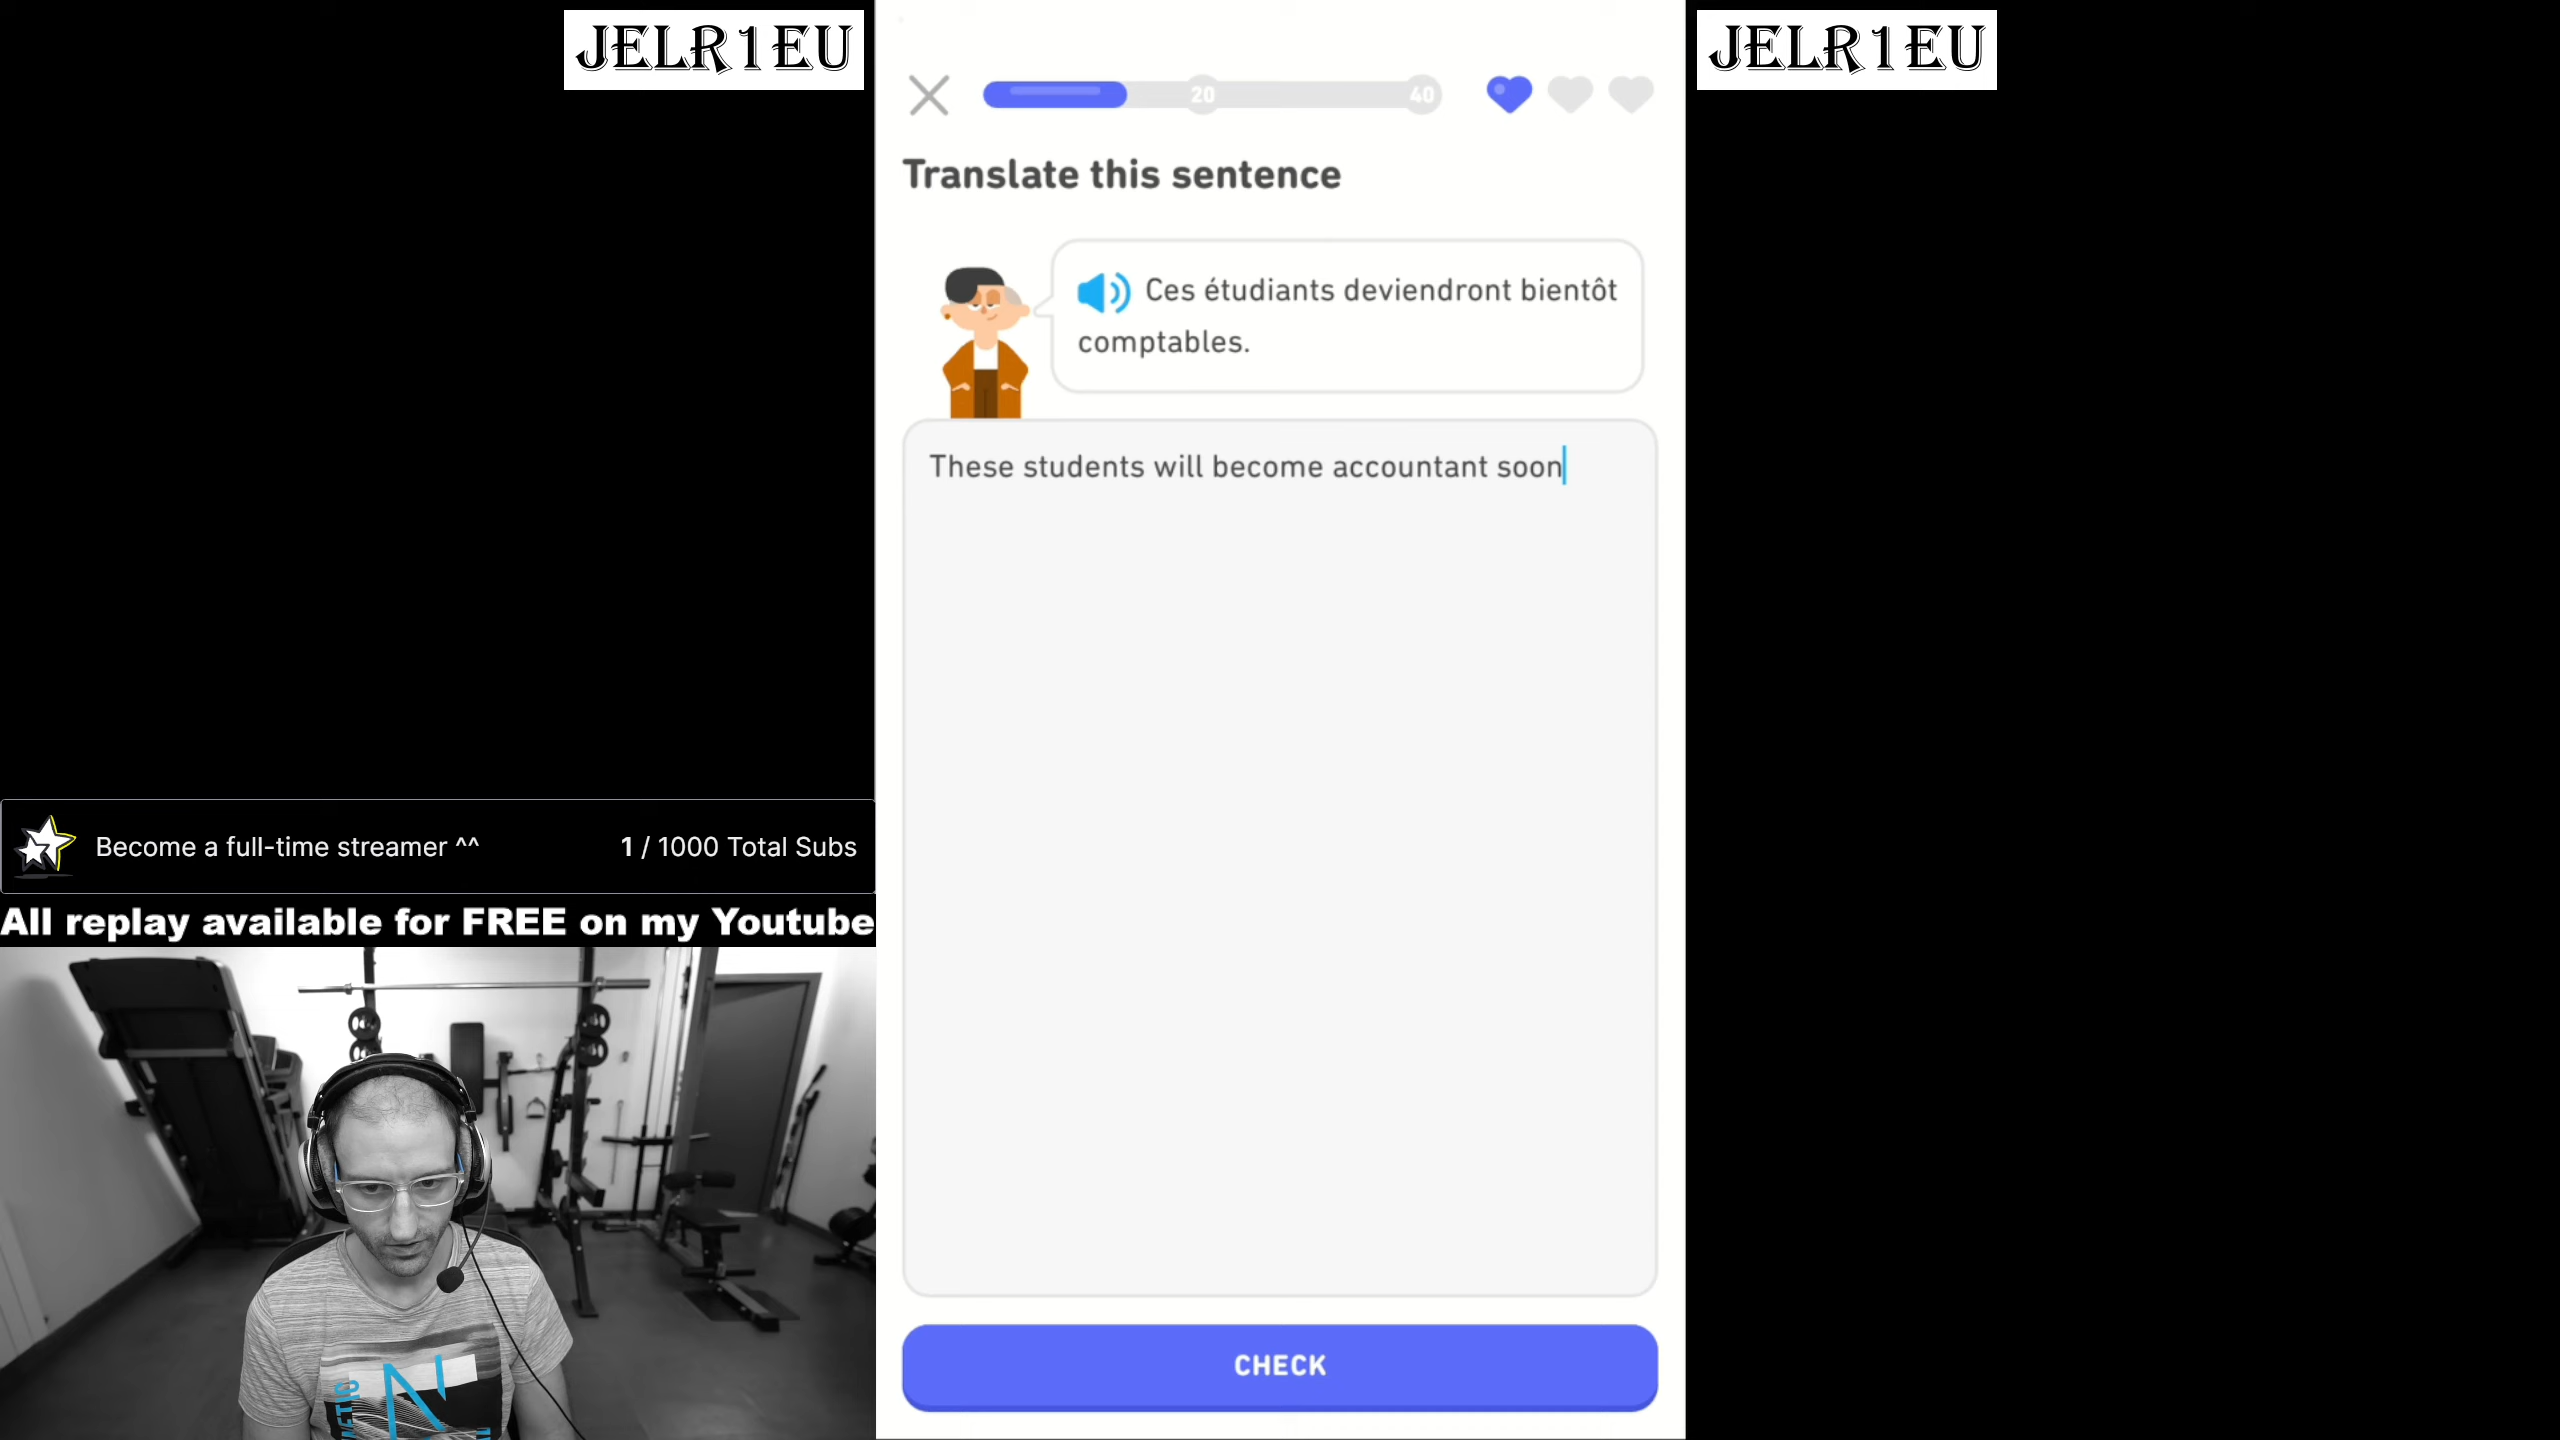 JELR1EU
JELR1EU
20
40
Translate this sentence
Ces étudiants deviendront bientôt
comptables.
These students will become accountant soon
Become a full-time streamer ^^
1 / 1000 Total Subs
All replay available for FREE on my Youtube
N
CHECK